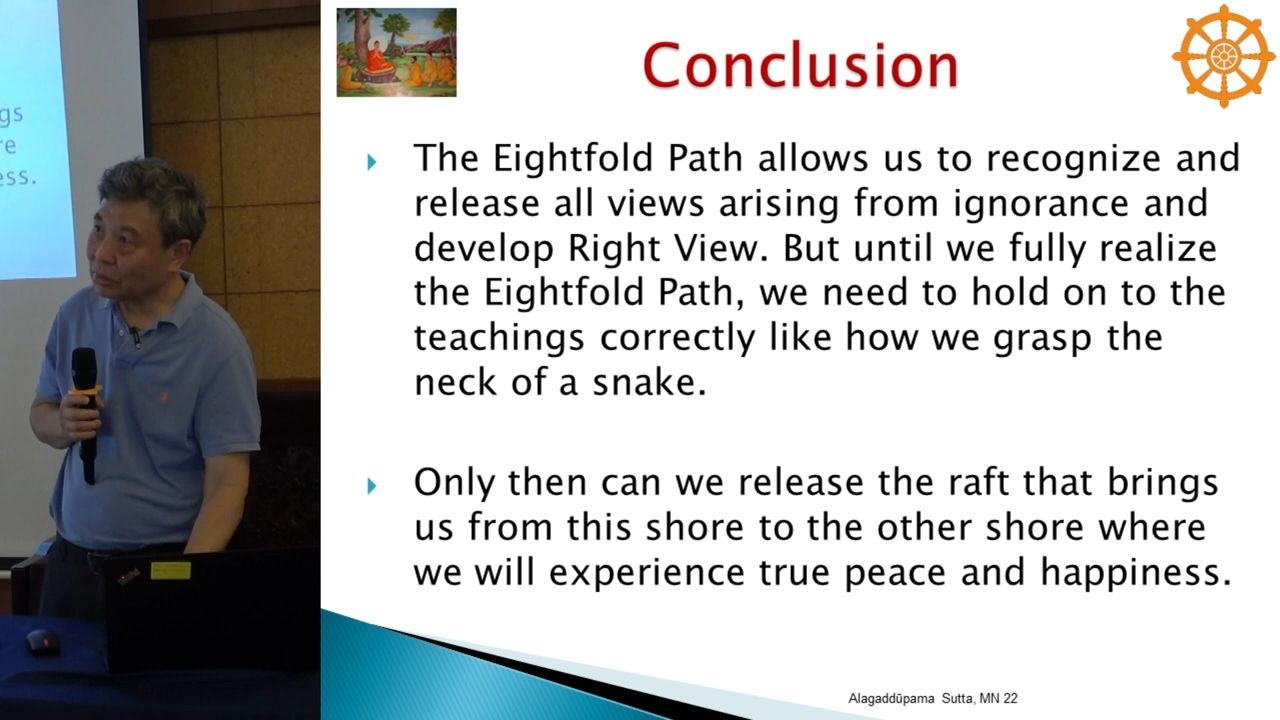 gs
re
ess.
Conclusion
The Eightfold Path allows us to recognize and
release all views arising from ignorance and
develop Right View. But until we fully realize
the Eightfold Path, we need to hold on to the
teachings correctly like how we grasp the
neck of a snake.
Only then can we release the raft that brings
us from this shore to the other shore where
we will experience true peace and happiness.
Alagaddūpama Sutta, MN 22